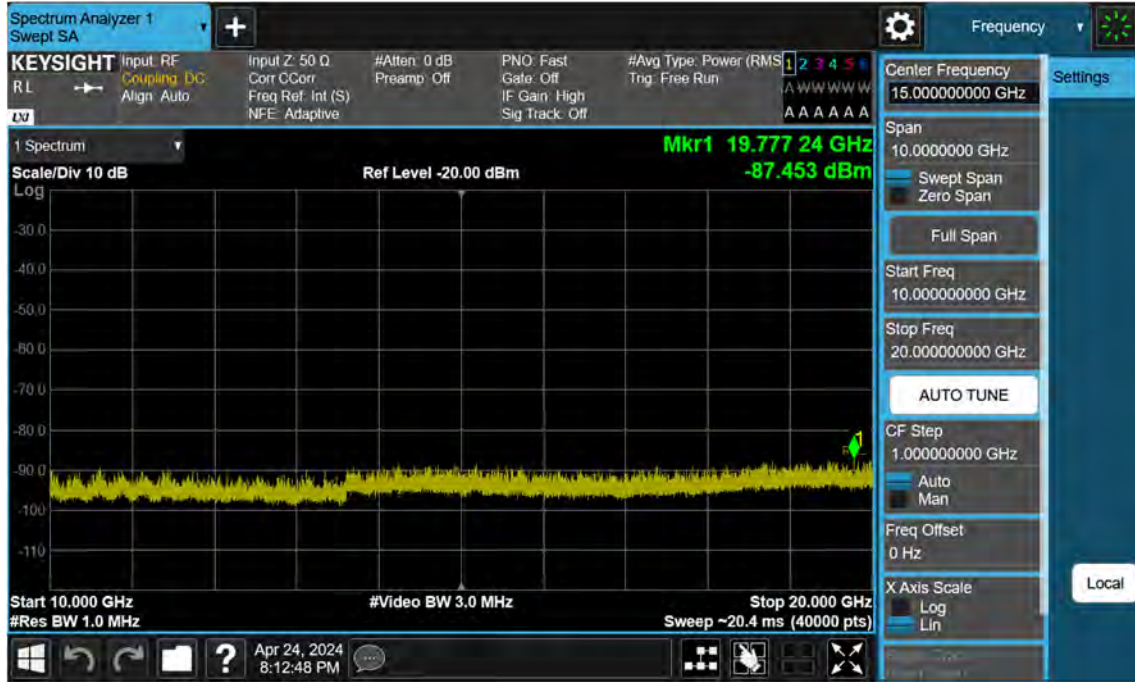 Spectrum Analyzer 1
Swept SA
Frequency
KEYSIGHT
RL
LXI
Input: RF
Coupling: DC
Align: Auto
Input Z: 50 Ω
Corr CCorr
Freq Ref: Int (S)
NFE: Adaptive
#Atten: 0 dB
Preamp: Off
PNO: Fast
Gate: Off
IF Gain: High
Sig Track: Off
#Avg Type: Power (RMS
Trig: Free Run
1 2 3 4 5 6
A W W W W W
A A A A A A
1 Spectrum
Scale/Div 10 dB
Ref Level -20.00 dBm
Mkr1 19.777 24 GHz
-87.453 dBm
Log
-30.0
-40.0
-50.0
-60.0
-70.0
-80.0
-90.0
-100
-110
1
Start 10.000 GHz
#Video BW 3.0 MHz
Stop 20.000 GHz
#Res BW 1.0 MHz
Sweep ~20.4 ms (40000 pts)
Center Frequency
15.000000000 GHz
Settings
Span
10.0000000 GHz
Swept Span
Zero Span
Full Span
Start Freq
10.000000000 GHz
Stop Freq
20.000000000 GHz
AUTO TUNE
CF Step
1.000000000 GHz
Auto
Man
Freq Offset
0 Hz
X Axis Scale
Log
Lin
Local
?
Apr 24, 2024
8:12:48 PM